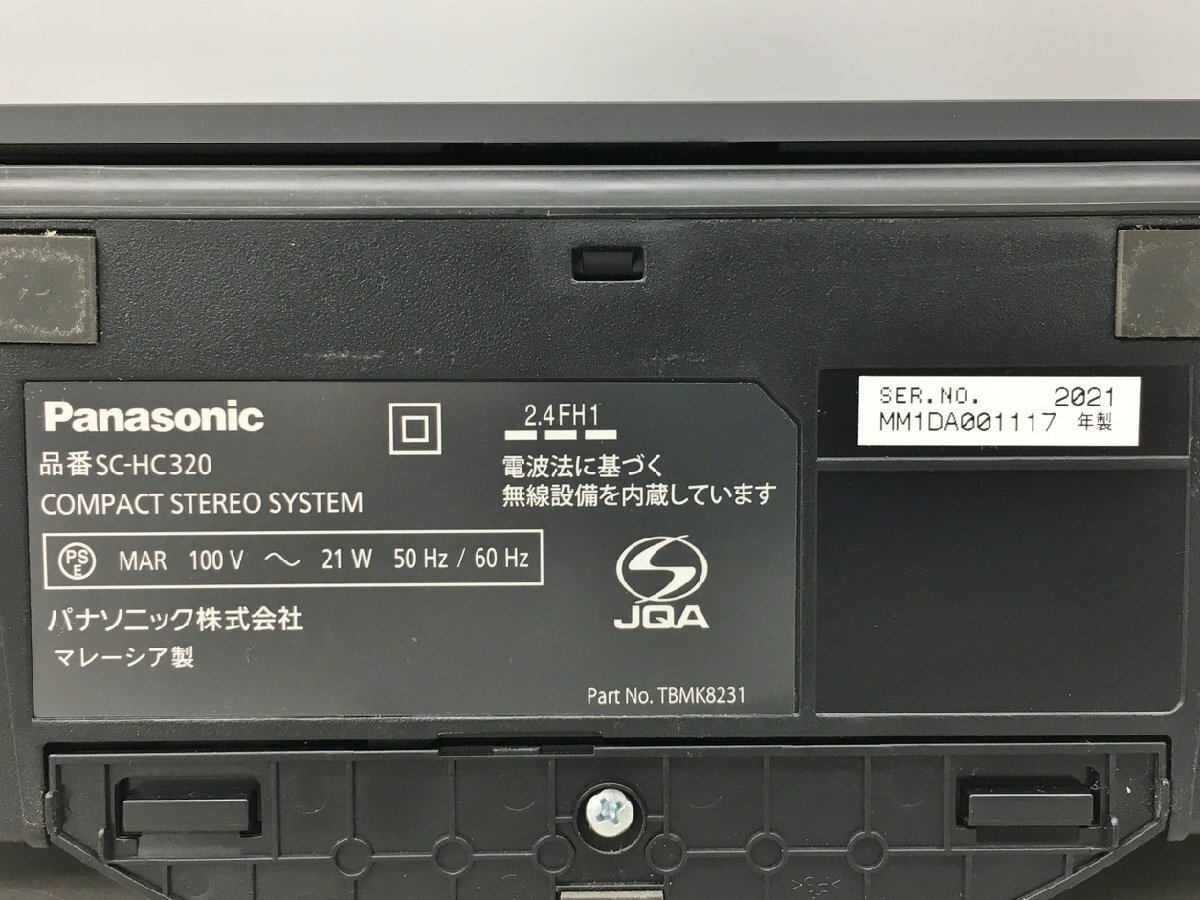 Panasonic
品番SC-HC320
COMPACT STEREO SYSTEM
PS
E
MAR 100 V ～ 21 W 50 Hz / 60 Hz
パナソニック株式会社
マレーシア製
2.4FH1
電波法に基づく
無線設備を内蔵しています
JQA
Part No. TBMK8231
SER.NO. 2021
MM1DA001117 年製
>PS<